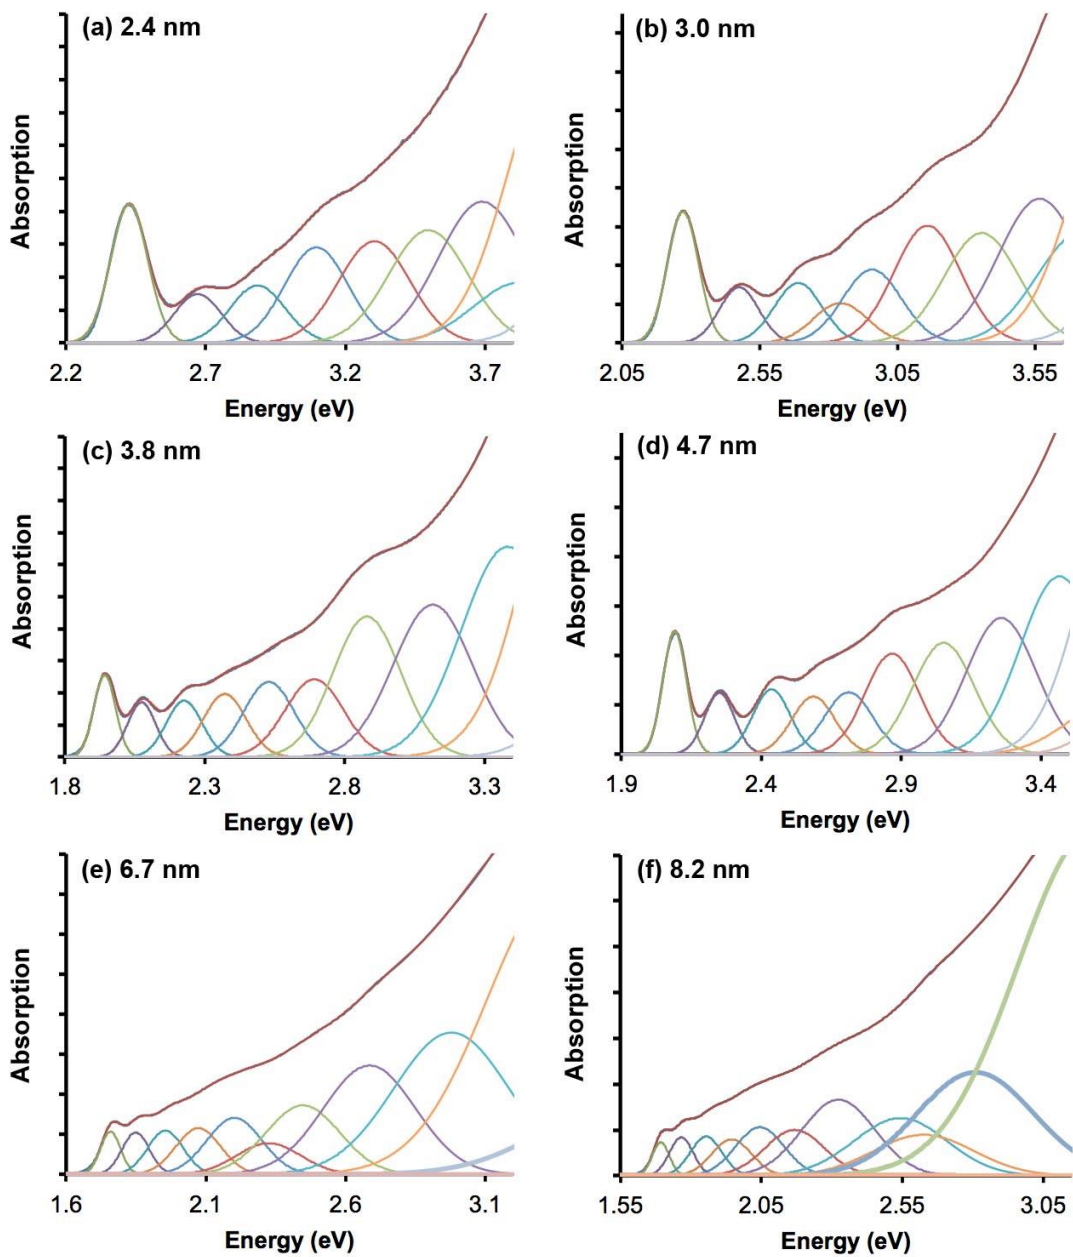 (a) 2.4 nm
Absorption
2.2 2.7 3.2 3.7
Energy (eV)
(b) 3.0 nm
Absorption
2.05 2.55 3.05 3.55
Energy (eV)
(c) 3.8 nm
Absorption
1.8 2.3 2.8 3.3
Energy (eV)
(d) 4.7 nm
Absorption
1.9 2.4 2.9 3.4
Energy (eV)
(e) 6.7 nm
Absorption
1.6 2.1 2.6 3.1
Energy (eV)
(f) 8.2 nm
Absorption
1.55 2.05 2.55 3.05
Energy (eV)